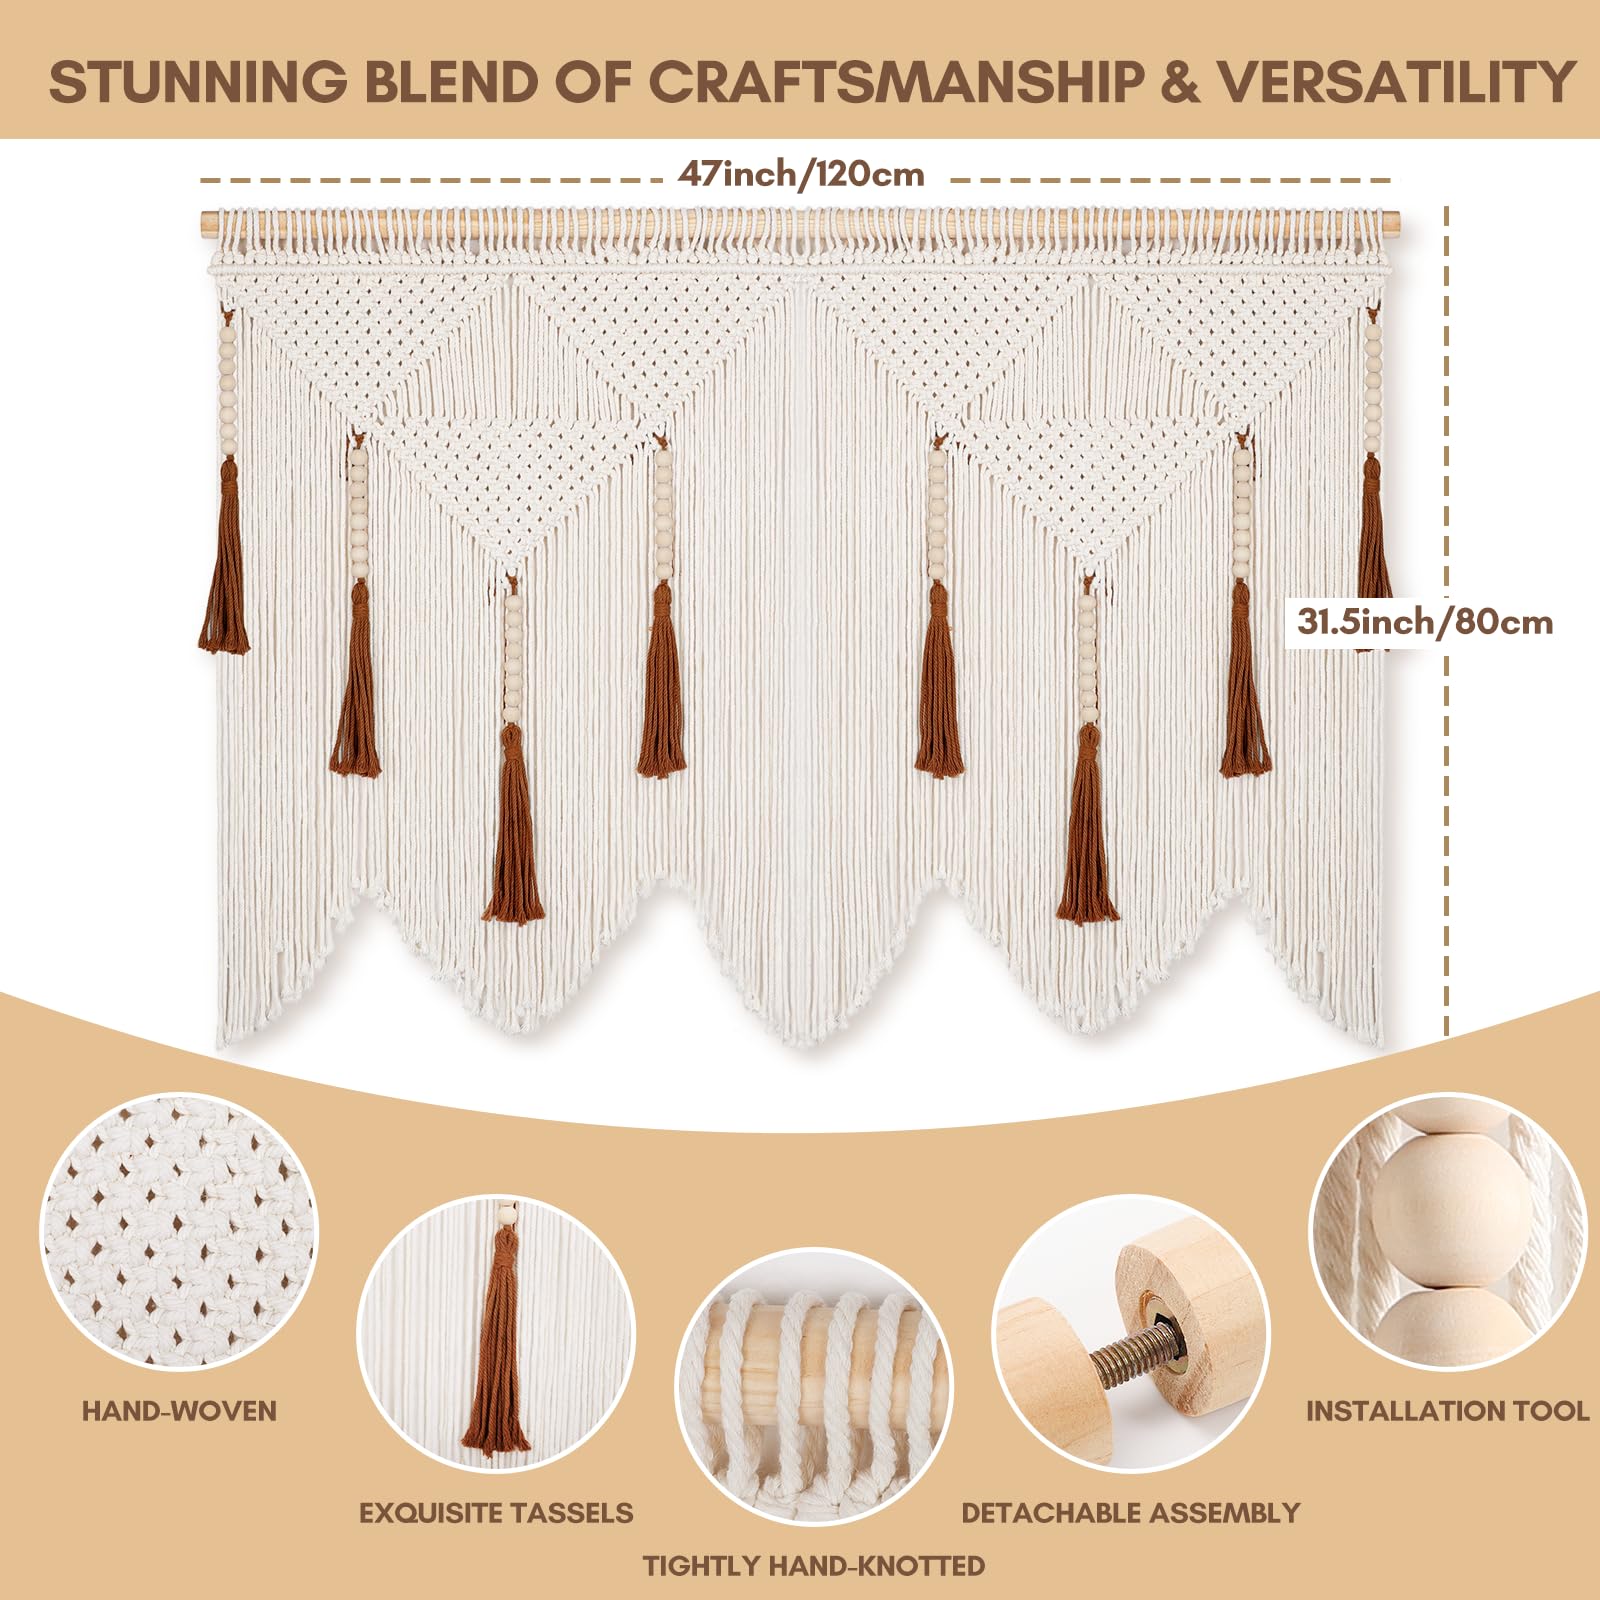 STUNNING BLEND OF CRAFTSMANSHIP & VERSATILITY
47inch/120cm
31.5inch/80cm
HAND-WOVEN
EXQUISITE TASSELS
TIGHTLY HAND-KNOTTED
DETACHABLE ASSEMBLY
INSTALLATION TOOL